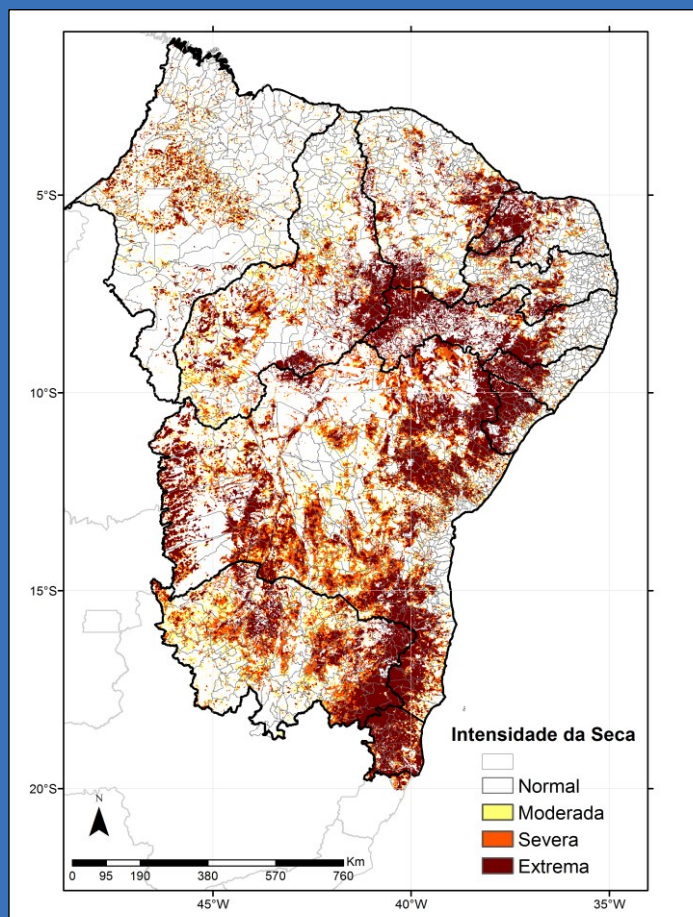 5°S
10°S
15°S
20°S
45°W
40°W
35°W
Intensidade da Seca
Normal
Moderada
Severa
Extrema
N
Km
0 95 190 380 570 760